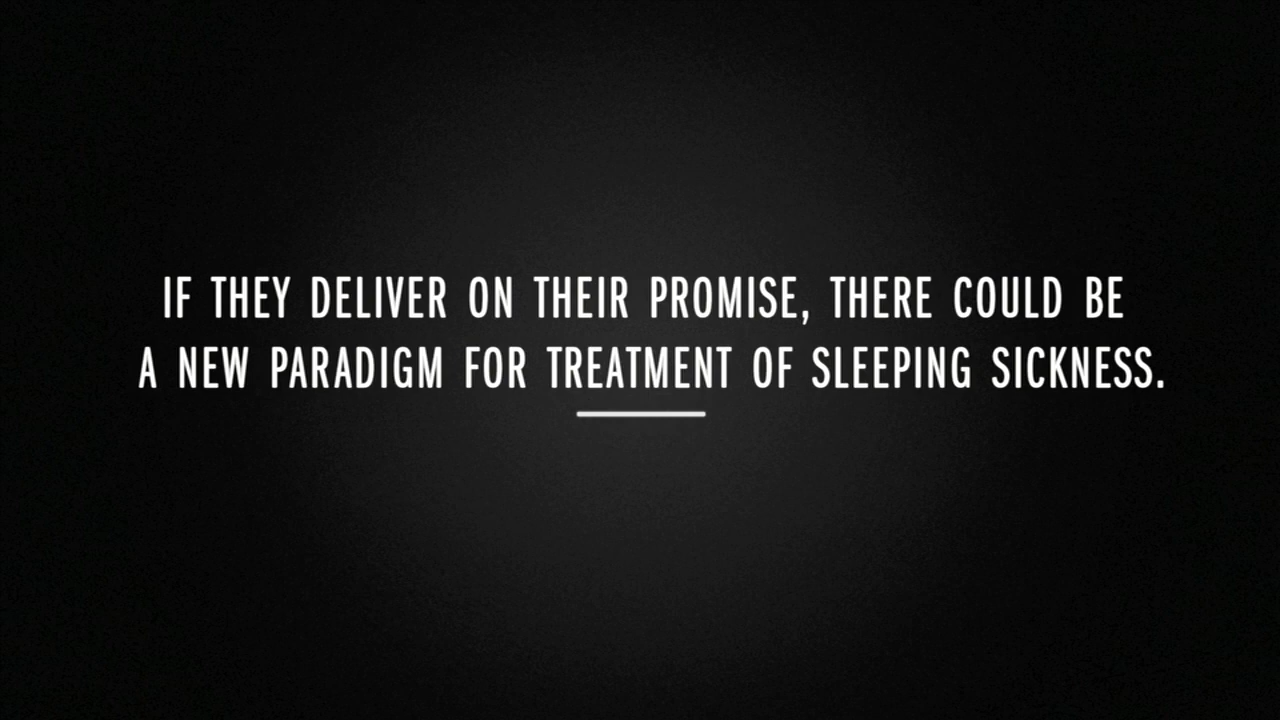 IF THEY DELIVER ON THEIR PROMISE, THERE COULD BE
A NEW PARADIGM FOR TREATMENT OF SLEEPING SICKNESS.